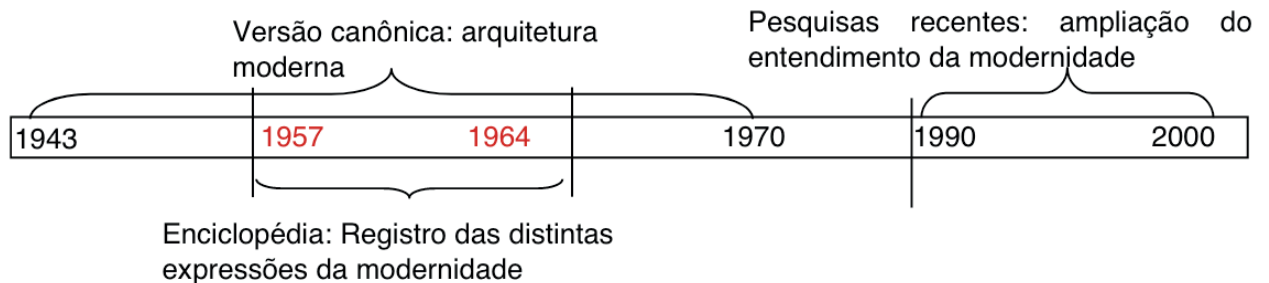 Versão canônica: arquitetura
moderna
Pesquisas recentes: ampliação do
entendimento da modernidade
1943 1957 1964 1970 1990 2000
Enciclopédia: Registro das distintas
expressões da modernidade